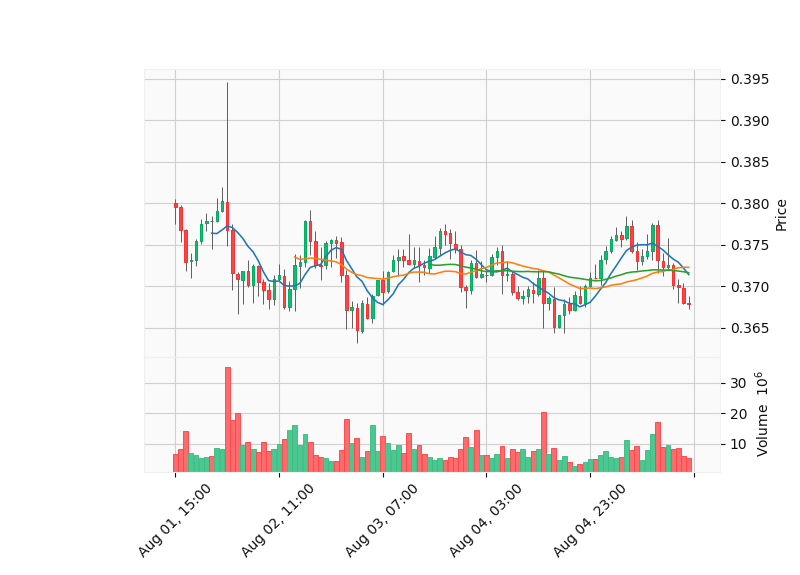 0.395
0.390
0.385
0.380
0.375
0.370
0.365
Price
30
20
10
Volume 10^6
Aug 01, 15:00
Aug 02, 11:00
Aug 03, 07:00
Aug 04, 03:00
Aug 04, 23:00